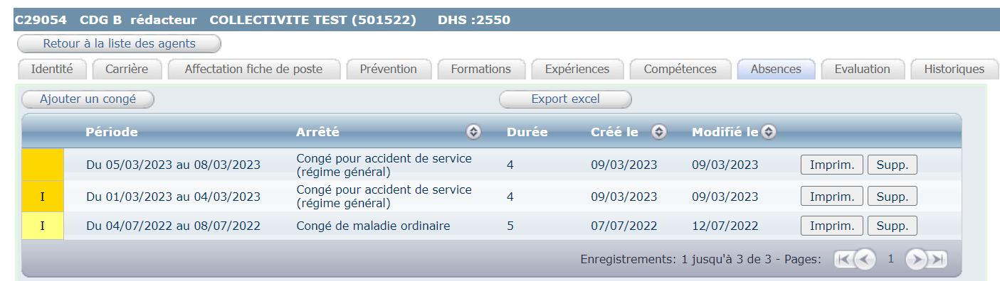 C29054 CDG B rédacteur COLLECTIVITE TEST (501522) DHS :2550
Retour à la liste des agents
Identité Carrière Affectation fiche de poste Prévention Formations Expériences Compétences Absences Evaluation Historiques
Ajouter un congé Export excel
Période Arrêté Durée Créé le Modifié le
Du 05/03/2023 au 08/03/2023 Congé pour accident de service (régime général) 4 09/03/2023 09/03/2023 Imprim. Supp.
I Du 01/03/2023 au 04/03/2023 Congé pour accident de service (régime général) 4 09/03/2023 09/03/2023 Imprim. Supp.
I Du 04/07/2022 au 08/07/2022 Congé de maladie ordinaire 5 07/07/2022 12/07/2022 Imprim. Supp.
Enregistrements: 1 jusqu'à 3 de 3 - Pages: 1